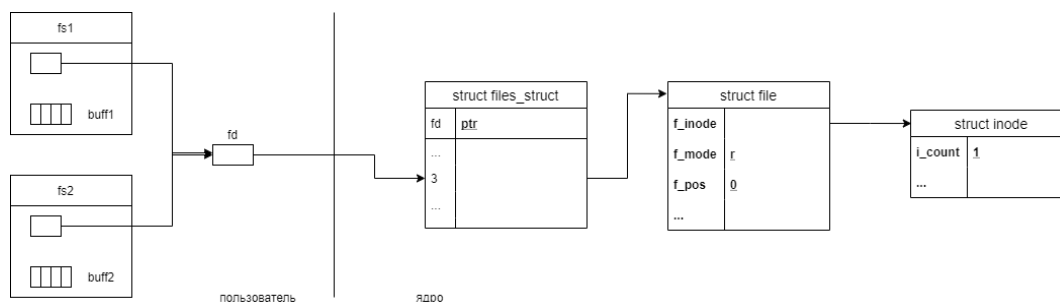 fs1
buff1
fs2
buff2
fd
пользователь
ядро
struct files_struct
fd ptr
...
3
...
struct file
f_inode
f_mode r
f_pos 0
...
struct inode
i_count 1
...